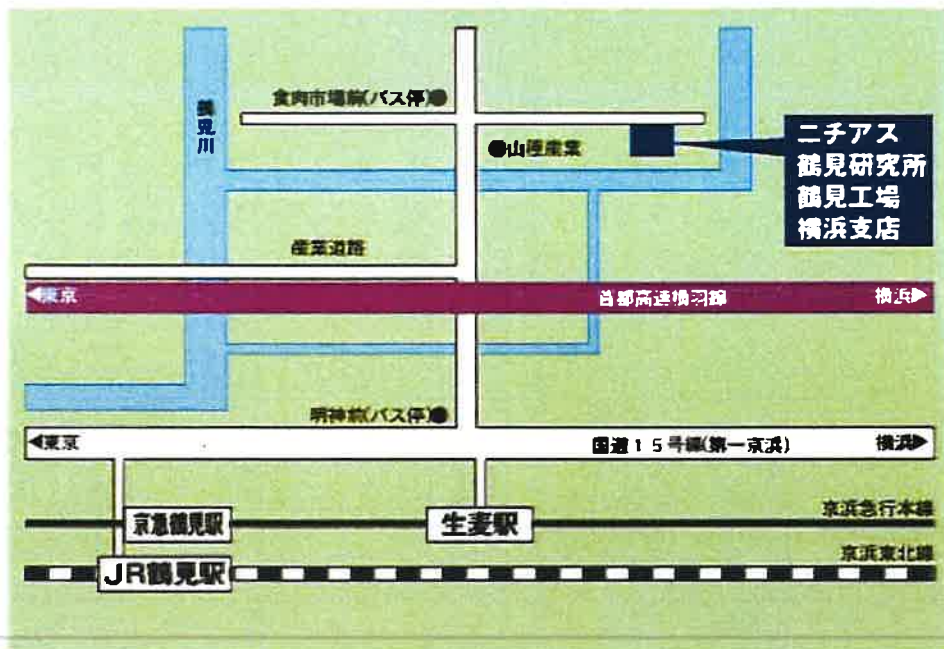 鶴見川
食肉市場前(バス停)●
●山陸産業
ニチアス
鶴見研究所
鶴見工場
横浜支店
産業道路
◀東京
首都高速横羽線
横浜▶
明神前(バス停)●
◀東京
国道15号線(第一京浜)
横浜▶
京急鶴見駅
生麦駅
京浜急行本線
JR鶴見駅
京浜東北線